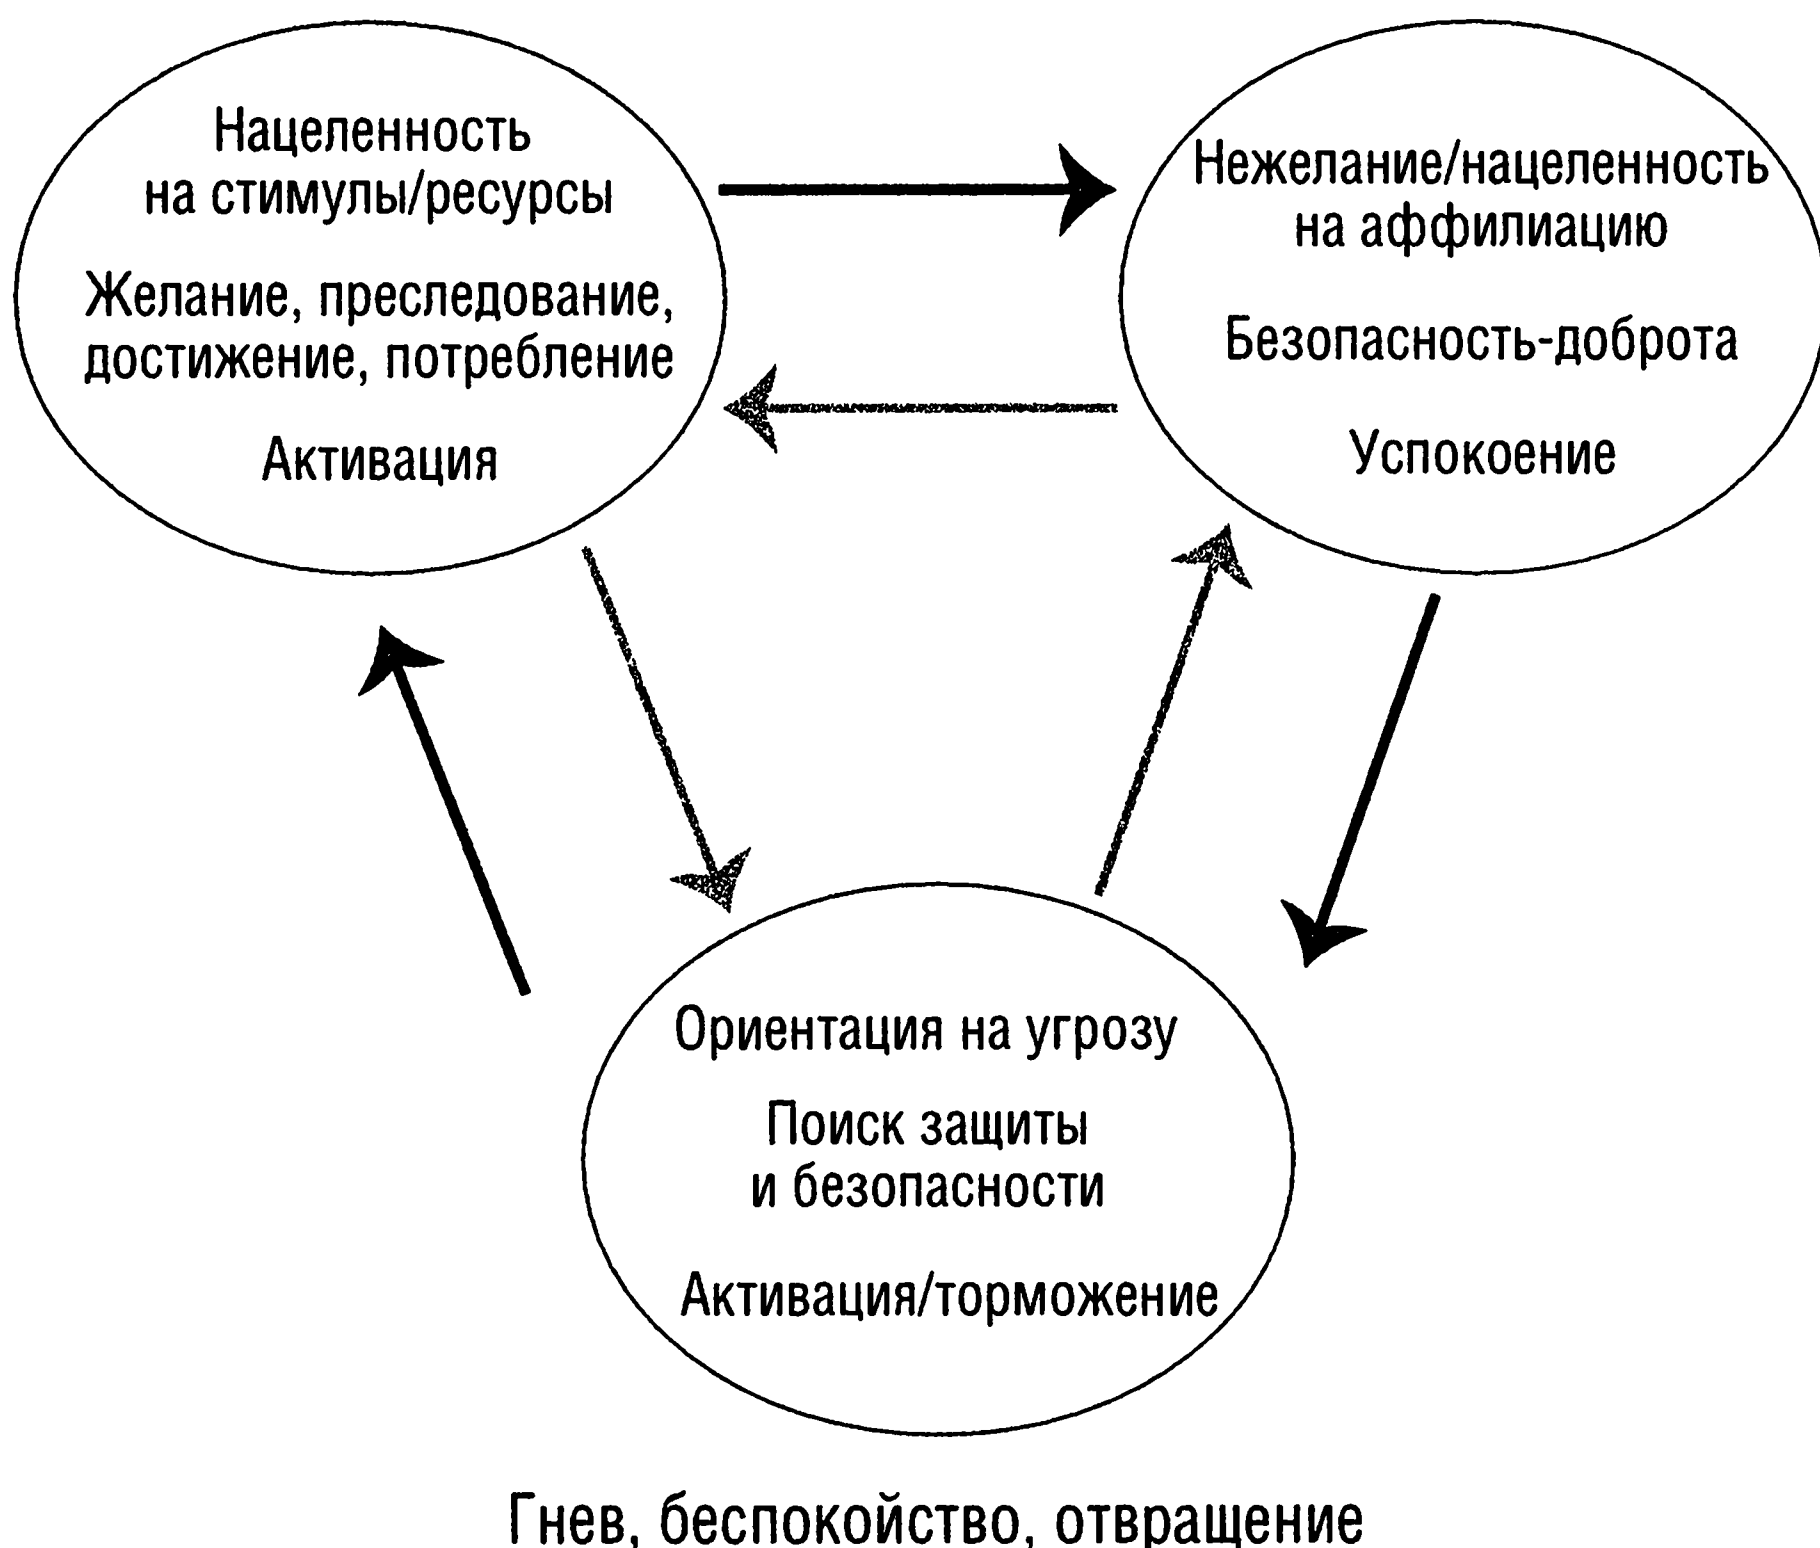 Нацеленность
на стимулы/ресурсы
Желание, преследование,
достижение, потребление
Активация
Нежелание/нацеленность
на аффилиацию
Безопасность-доброта
Успокоение
Ориентация на угрозу
Поиск защиты
и безопасности
Активация/торможение
Гнев, беспокойство, отвращение